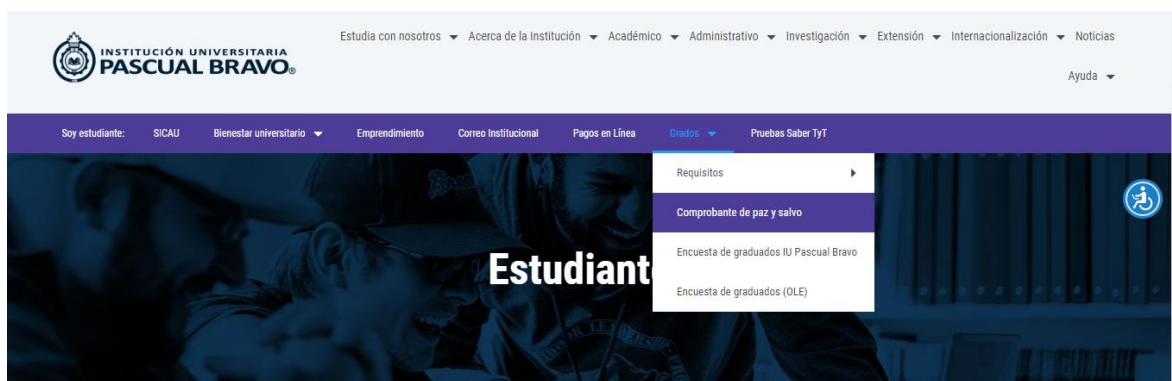 INSTITUCIÓN UNIVERSITARIA
PASCUAL BRAVO®
Estudia con nosotros Acerca de la Institución Académico Administrativo Investigación Extensión Internacionalización Noticias
Ayuda
Soy estudiante: SICAU Bienestar universitario Emprendimiento Correo Institucional Pagos en Línea Grados Pruebas Saber TyT
Requisitos
Comprobante de paz y salvo
Encuesta de graduados IU Pascual Bravo
Encuesta de graduados (OLE)
Estudiant